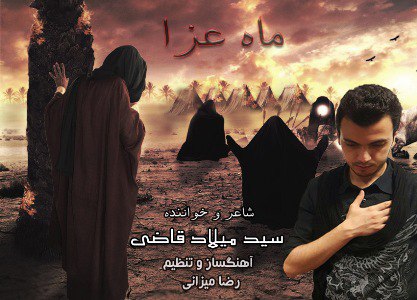 ماه عزا
شاعر و خواننده
سید میلاد قاضی
آهنگساز و تنظیم
رضا میزانی